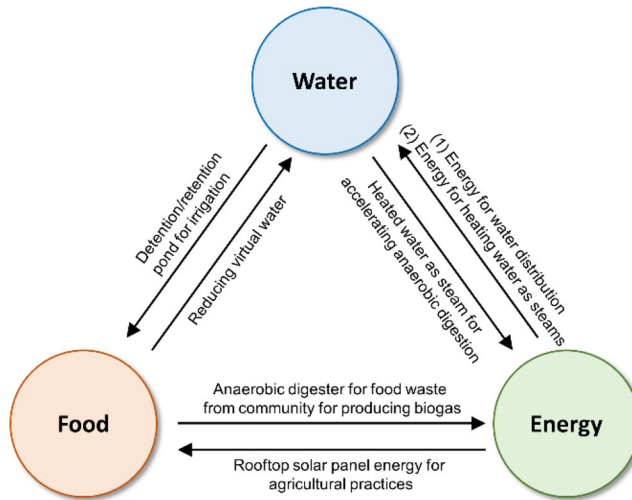 Water
Detention/retention
pond for irrigation
Reducing virtual water
(1) Energy for water distribution
(2) Energy for heating water as steams
Heated water as steam for
accelerating anaerobic digestion
Food
Anaerobic digester for food waste
from community for producing biogas
Energy
Rooftop solar panel energy for
agricultural practices